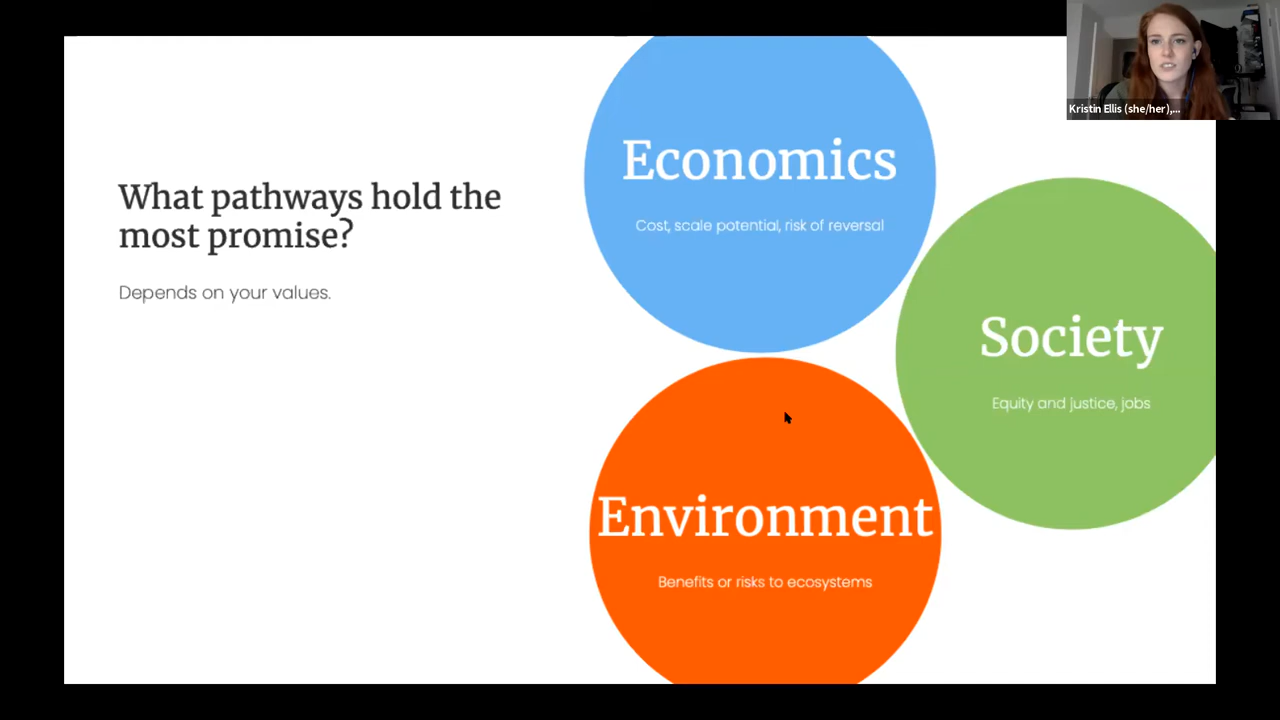 What pathways hold the
most promise?
Depends on your values.
Economics
Cost, scale potential, risk of reversal
Society
Equity and justice, jobs
Environment
Benefits or risks to ecosystems
Kristin Ellis (she/her),...